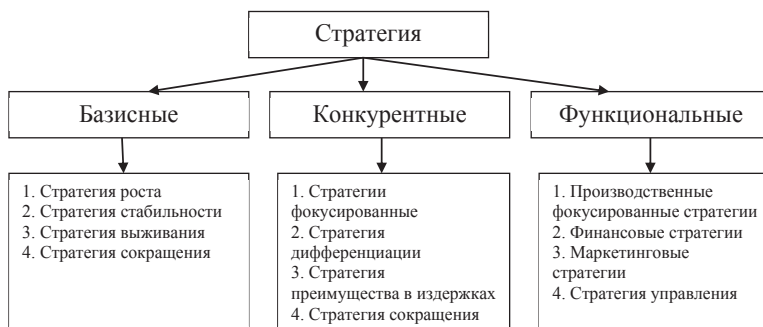 Стратегия
Базисные
Конкурентные
Функциональные
1. Стратегия роста
2. Стратегия стабильности
3. Стратегия выживания
4. Стратегия сокращения
1. Стратегии
фокусированные
2. Стратегия
дифференциации
3. Стратегия
преимущества в издержках
4. Стратегия сокращения
1. Производственные
фокусированные стратегии
2. Финансовые стратегии
3. Маркетинговые
стратегии
4. Стратегия управления